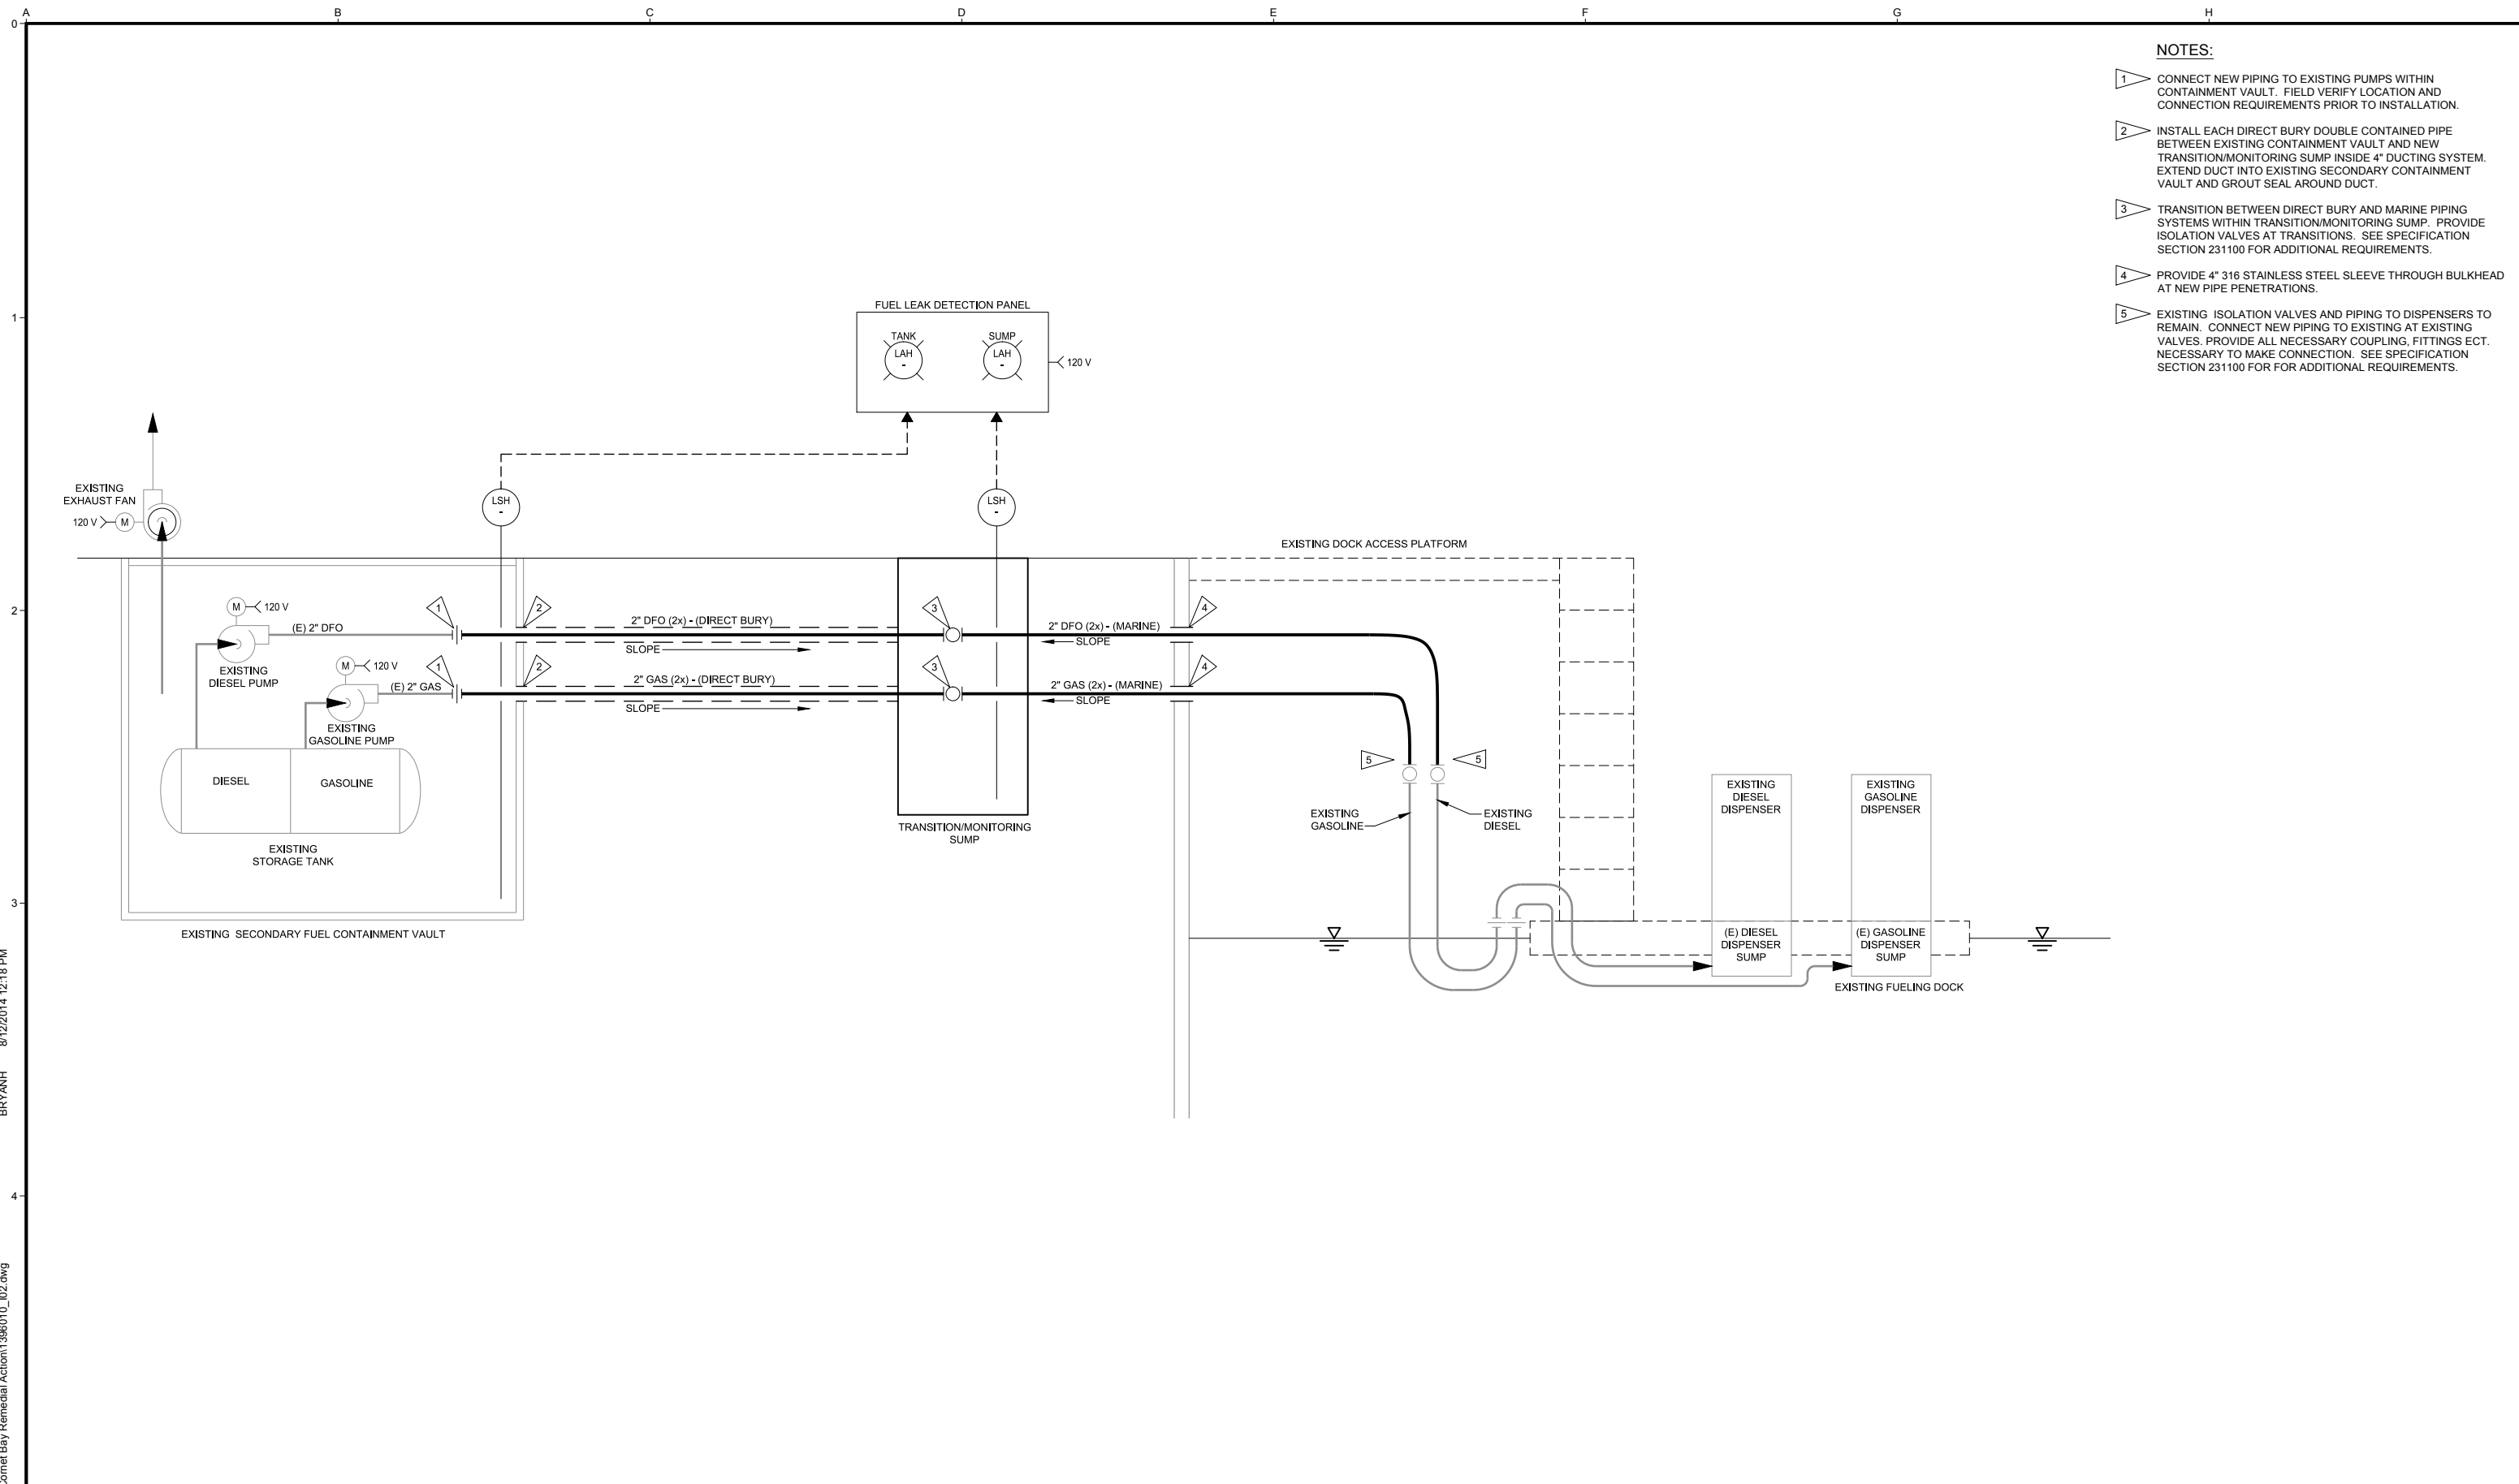 A B C D E F G H
0
1
2
3
4
NOTES:
1 CONNECT NEW PIPING TO EXISTING PUMPS WITHIN
CONTAINMENT VAULT. FIELD VERIFY LOCATION AND
CONNECTION REQUIREMENTS PRIOR TO INSTALLATION.
2 INSTALL EACH DIRECT BURY DOUBLE CONTAINED PIPE
BETWEEN EXISTING CONTAINMENT VAULT AND NEW
TRANSITION/MONITORING SUMP INSIDE 4" DUCTING SYSTEM.
EXTEND DUCT INTO EXISTING SECONDARY CONTAINMENT
VAULT AND GROUT SEAL AROUND DUCT.
3 TRANSITION BETWEEN DIRECT BURY AND MARINE PIPING
SYSTEMS WITHIN TRANSITION/MONITORING SUMP. PROVIDE
ISOLATION VALVES AT TRANSITIONS. SEE SPECIFICATION
SECTION 231100 FOR ADDITIONAL REQUIREMENTS.
4 PROVIDE 4" 316 STAINLESS STEEL SLEEVE THROUGH BULKHEAD
AT NEW PIPE PENETRATIONS.
5 EXISTING ISOLATION VALVES AND PIPING TO DISPENSERS TO
REMAIN. CONNECT NEW PIPING TO EXISTING AT EXISTING
VALVES. PROVIDE ALL NECESSARY COUPLING, FITTINGS ECT.
NECESSARY TO MAKE CONNECTION. SEE SPECIFICATION
SECTION 231100 FOR FOR ADDITIONAL REQUIREMENTS.
FUEL LEAK DETECTION PANEL
TANK
LAH
-
SUMP
LAH
-
120 V
EXISTING
EXHAUST FAN
120 V
M
LSH
-
LSH
-
EXISTING DOCK ACCESS PLATFORM
M 120 V
(E) 2" DFO
EXISTING
DIESEL PUMP
M 120 V
(E) 2" GAS
EXISTING
GASOLINE PUMP
1
1
2
2
2" DFO (2x) - (DIRECT BURY)
SLOPE
2" GAS (2x) - (DIRECT BURY)
SLOPE
3
3
2" DFO (2x) - (MARINE)
SLOPE
2" GAS (2x) - (MARINE)
SLOPE
4
4
DIESEL
GASOLINE
EXISTING
STORAGE TANK
TRANSITION/MONITORING
SUMP
EXISTING SECONDARY FUEL CONTAINMENT VAULT
5
5
EXISTING
GASOLINE
EXISTING
DIESEL
EXISTING
DIESEL
DISPENSER
EXISTING
GASOLINE
DISPENSER
(E) DIESEL
DISPENSER
SUMP
(E) GASOLINE
DISPENSER
SUMP
EXISTING FUELING DOCK
8/12/2014 12:18 PM
BRYANH
Bay Remedial Action\1396010_I02.dwg